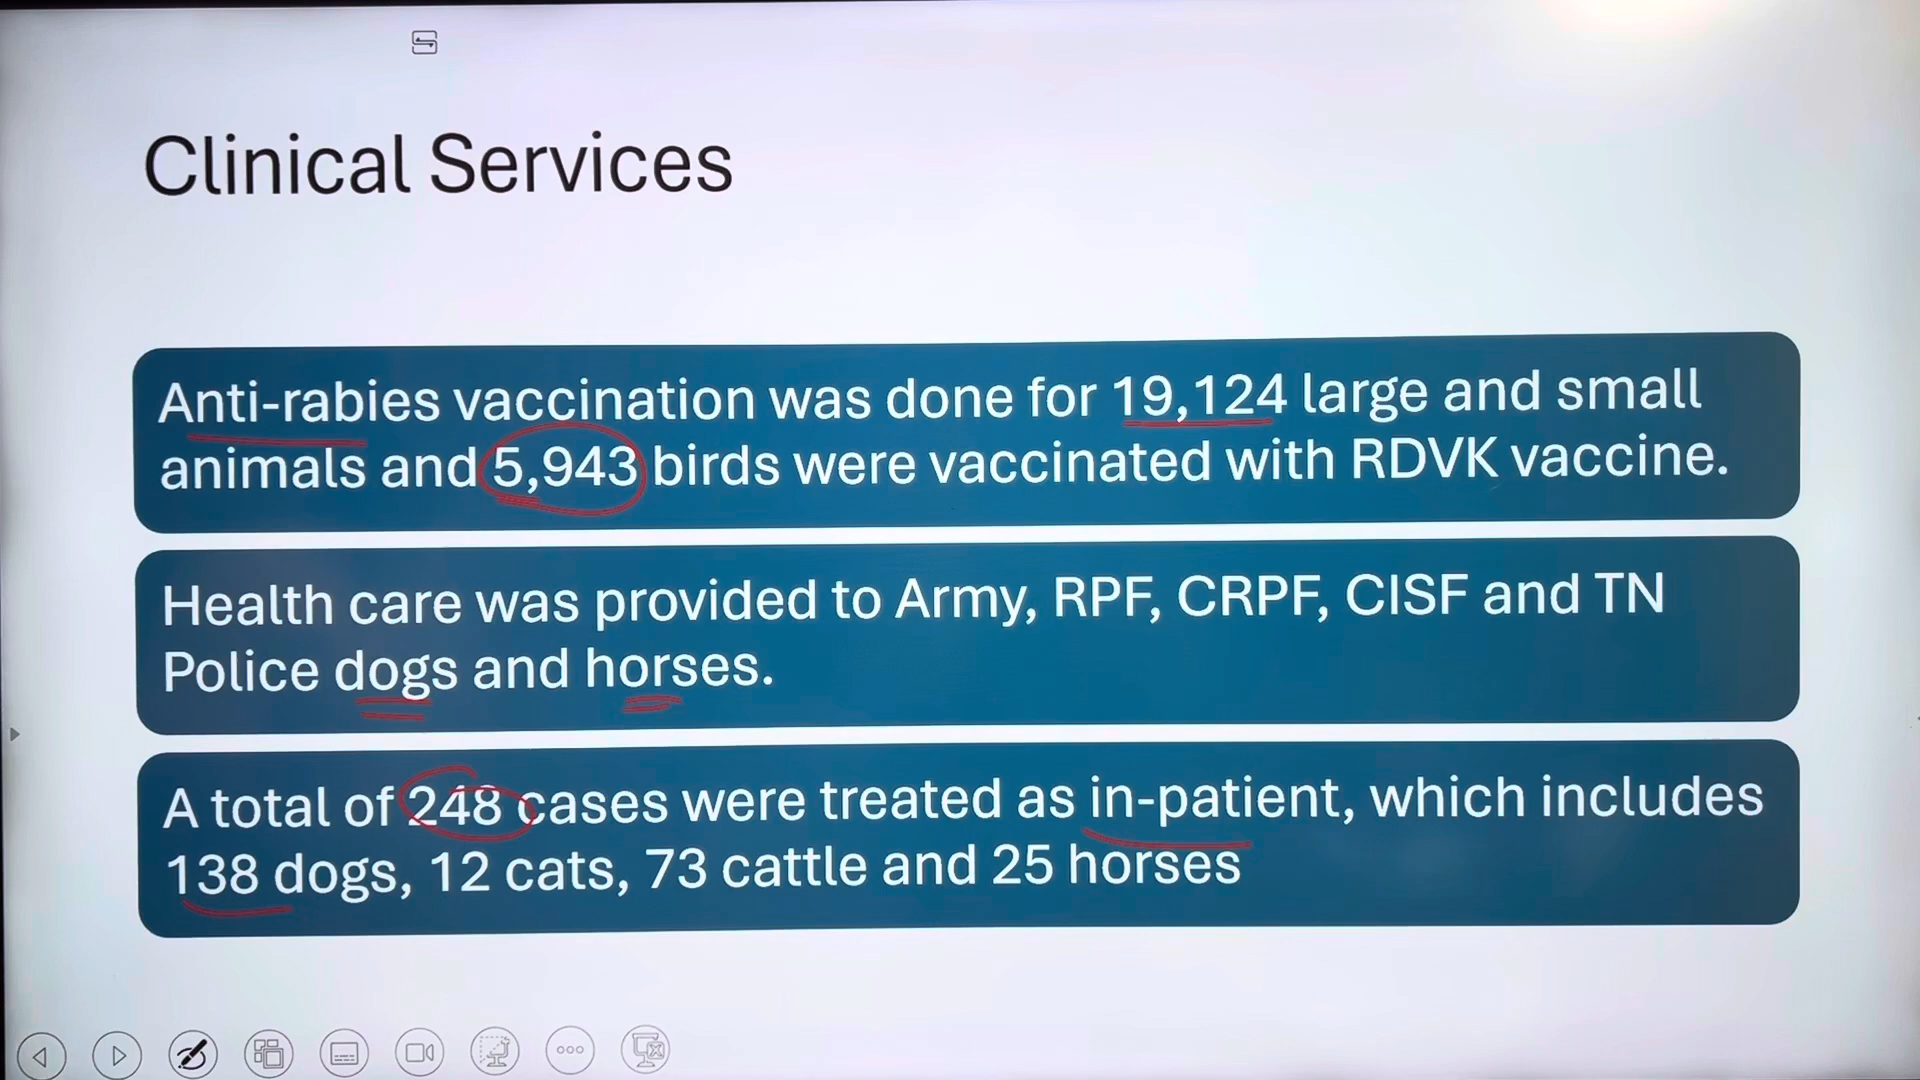 Clinical Services
Anti-rabies vaccination was done for 19,124 large and small
animals and 5,943 birds were vaccinated with RDVK vaccine.
Health care was provided to Army, RPF, CRPF, CISF and TN
Police dogs and horses.
A total of 248 cases were treated as in-patient, which includes
138 dogs, 12 cats, 73 cattle and 25 horses